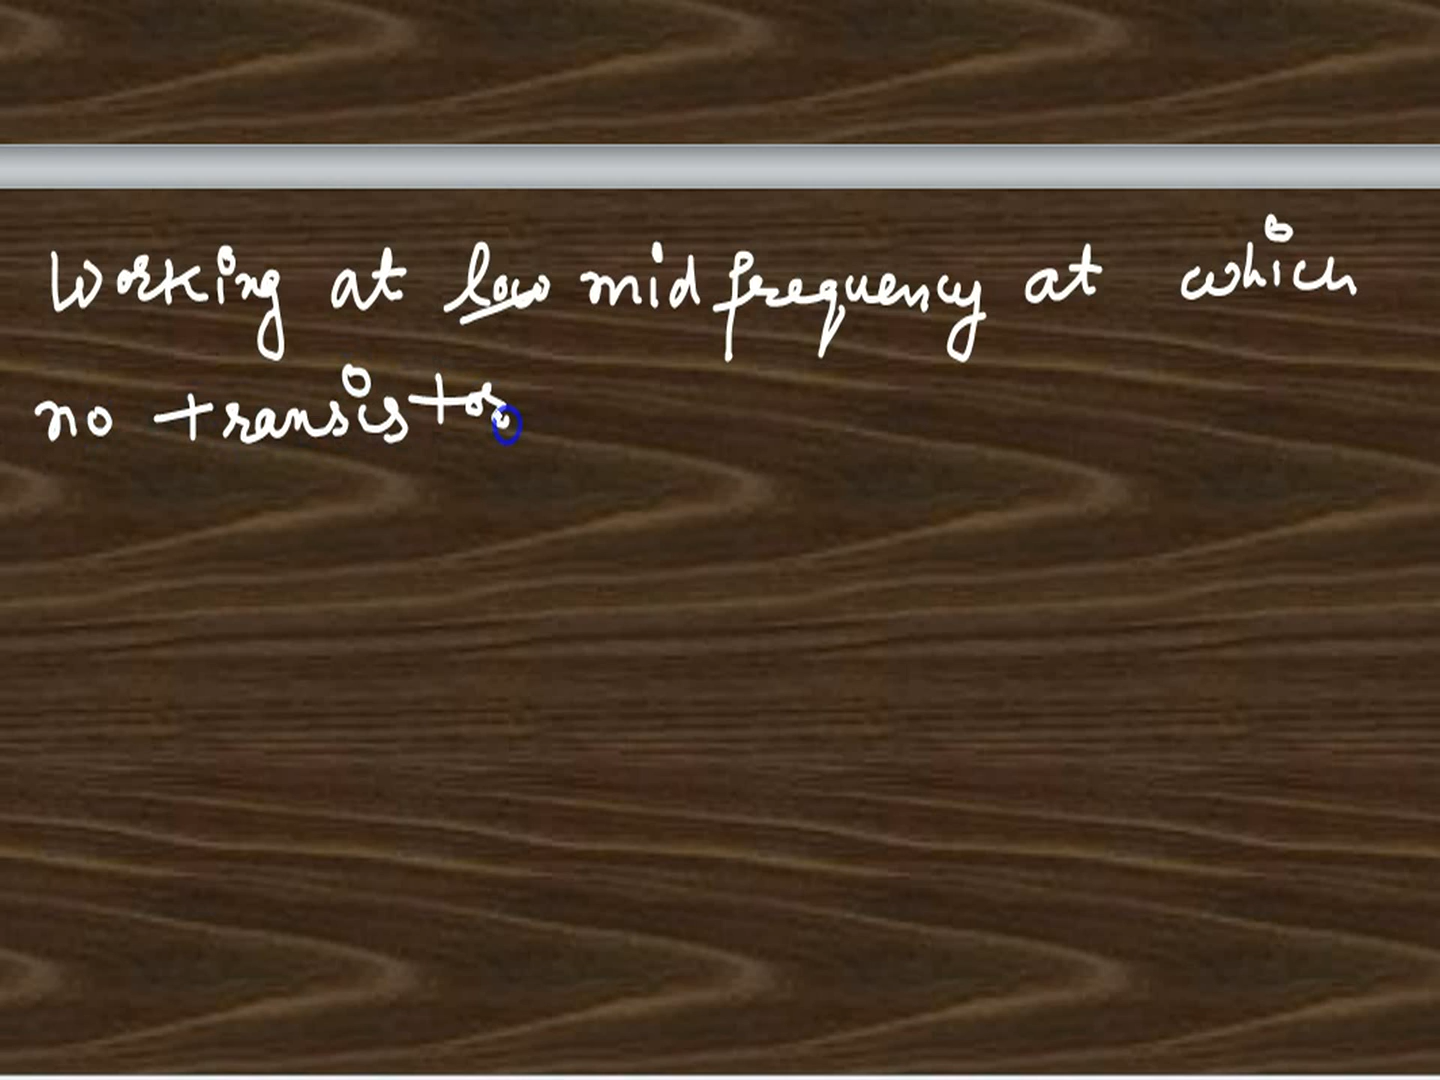 Working at low mid frequency at which
no transistor